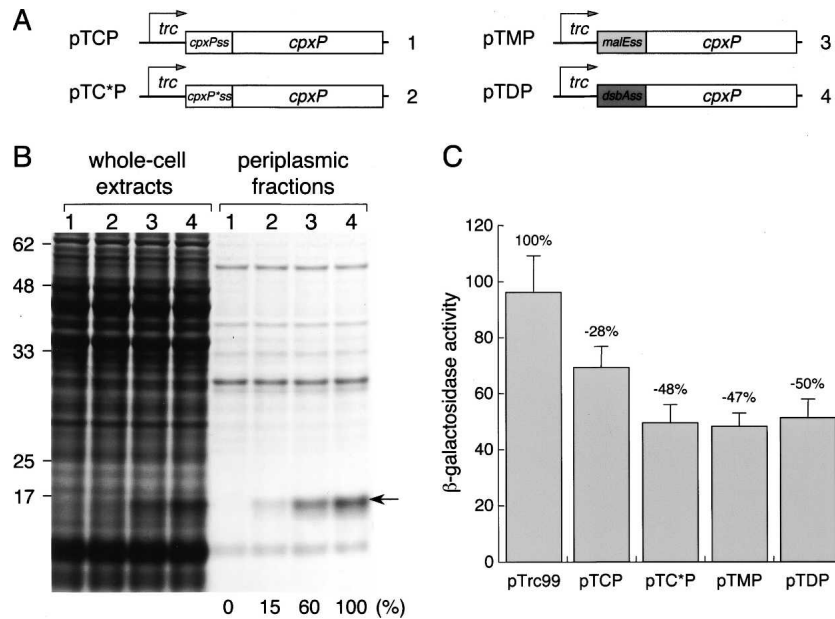 A
trc
pTCP
cpxPss
cpxP
1
trc
pTC*P
cpxP*ss
cpxP
2
trc
pTMP
malEss
cpxP
3
trc
pTDP
dsbAss
cpxP
4
B
whole-cell
extracts
periplasmic
fractions
1 2 3 4 1 2 3 4
62
48
33
25
17
0 15 60 100 (%)
C
β-galactosidase activity
120
100
80
60
40
20
0
100%
-28%
-48%
-47%
-50%
pTrc99 pTCP pTC*P pTMP pTDP